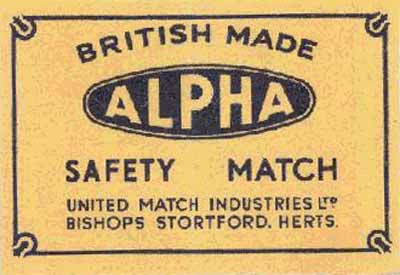 BRITISH MADE
ALPHA
SAFETY MATCH
UNITED MATCH INDUSTRIES LTD
BISHOPS STORTFORD. HERTS.